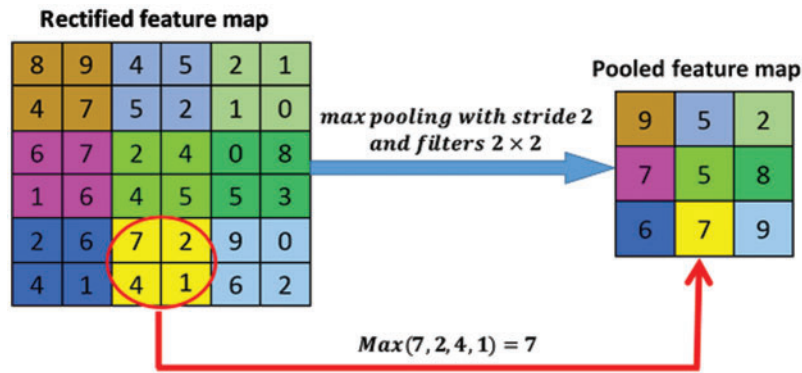 Rectified feature map
8 9 4 5 2 1
4 7 5 2 1 0
6 7 2 4 0 8
1 6 4 5 5 3
2 6 7 2 9 0
4 1 4 1 6 2
max pooling with stride 2
and filters 2 × 2
Pooled feature map
9 5 2
7 5 8
6 7 9
Max(7, 2, 4, 1) = 7